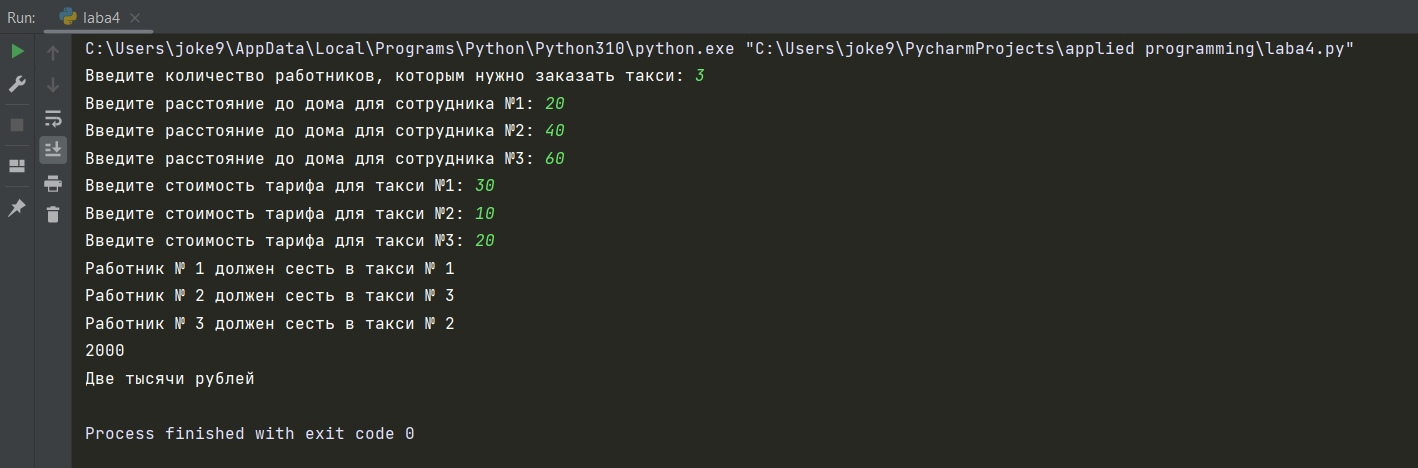 Run: laba4
C:\Users\joke9\AppData\Local\Programs\Python\Python310\python.exe "C:\Users\joke9\PycharmProjects\applied programming\laba4.py"
Введите количество работников, которым нужно заказать такси: 3
Введите расстояние до дома для сотрудника №1: 20
Введите расстояние до дома для сотрудника №2: 40
Введите расстояние до дома для сотрудника №3: 60
Введите стоимость тарифа для такси №1: 30
Введите стоимость тарифа для такси №2: 10
Введите стоимость тарифа для такси №3: 20
Работник № 1 должен сесть в такси № 1
Работник № 2 должен сесть в такси № 3
Работник № 3 должен сесть в такси № 2
2000
Две тысячи рублей
Process finished with exit code 0